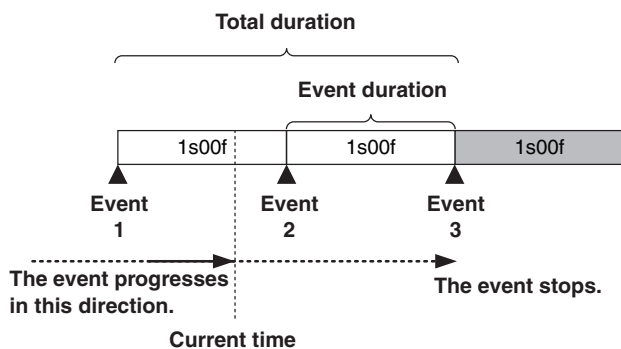 Total duration
Event duration
1s00f 1s00f 1s00f
Event Event Event
1 2 3
The event progresses
in this direction.
The event stops.
Current time